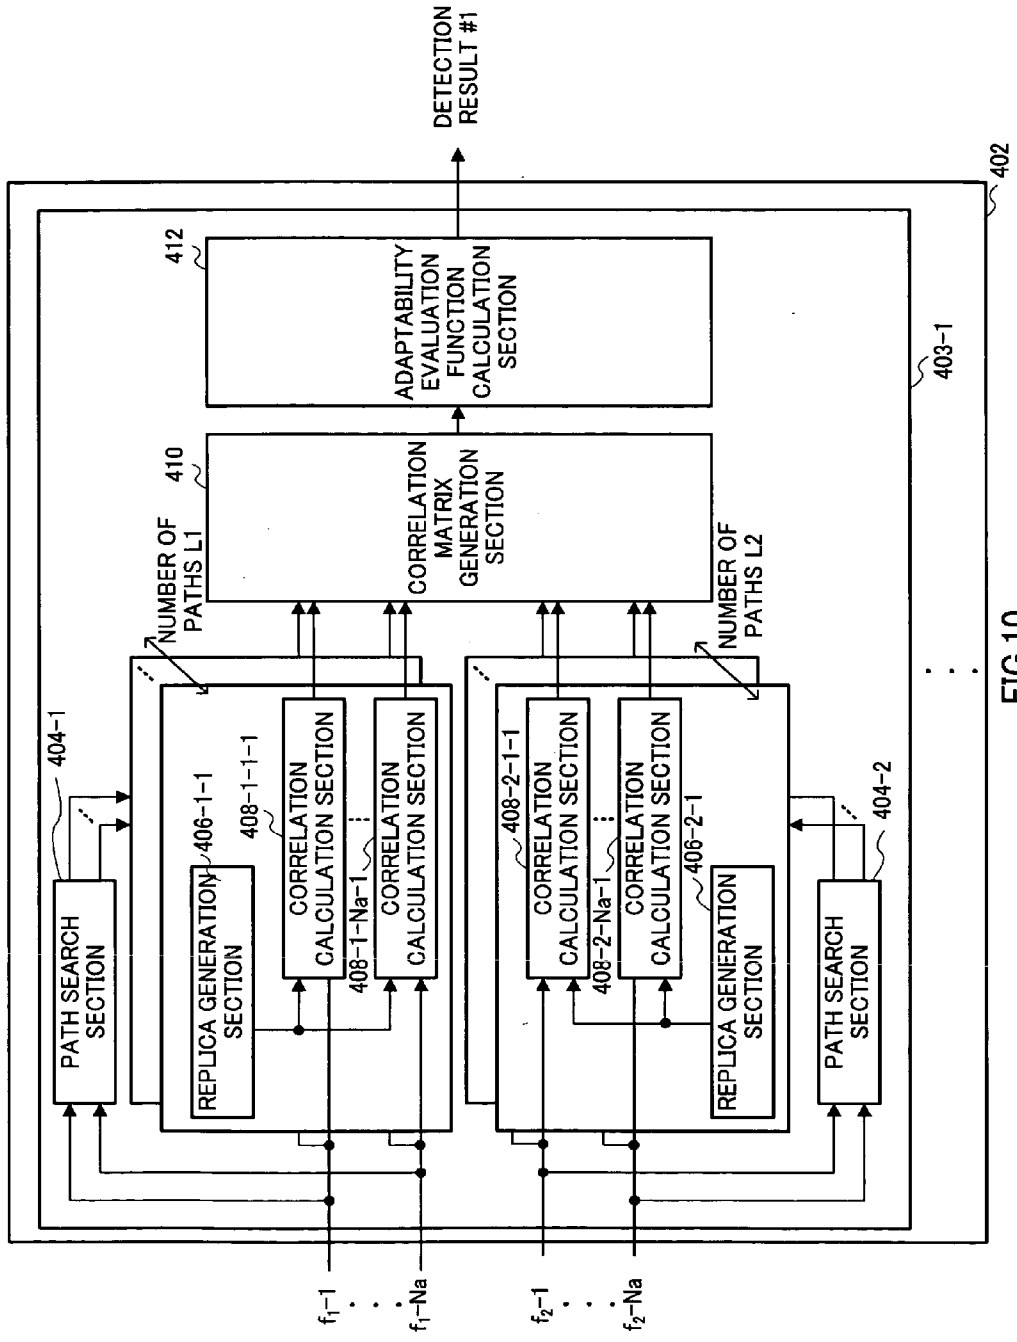 f₁-1
f₁-Na
f₂-1
f₂-Na
404-1
PATH SEARCH
SECTION
NUMBER OF
PATHS L1
406-1-1
REPLICA GENERATION
SECTION
408-1-1-1
CORRELATION
CALCULATION SECTION
408-1-Na-1
CORRELATION
CALCULATION SECTION
408-2-1-1
CORRELATION
CALCULATION SECTION
408-2-Na-1
CORRELATION
CALCULATION SECTION
406-2-1
REPLICA GENERATION
SECTION
NUMBER OF
PATHS L2
404-2
PATH SEARCH
SECTION
410
CORRELATION
MATRIX
GENERATION
SECTION
412
ADAPTABILITY
EVALUATION
FUNCTION
CALCULATION
SECTION
DETECTION
RESULT #1
403-1
402